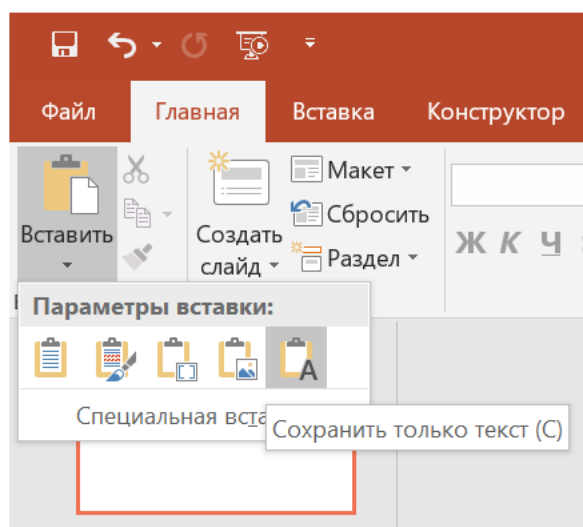 Файл Главная Вставка Конструктор
Вставить
Создать слайд
Макет
Сбросить
Раздел
Ж К Ч
Параметры вставки:
Специальная вста
Сохранить только текст (С)